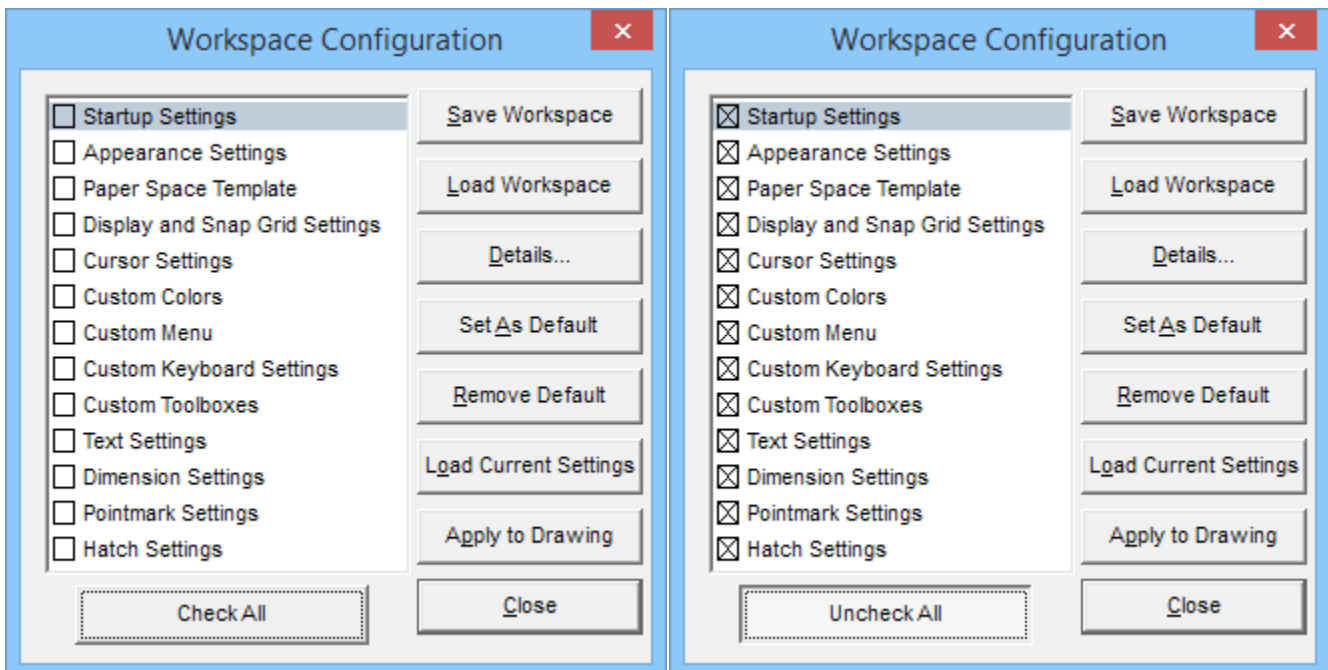 Workspace Configuration
Startup Settings
Appearance Settings
Paper Space Template
Display and Snap Grid Settings
Cursor Settings
Custom Colors
Custom Menu
Custom Keyboard Settings
Custom Toolboxes
Text Settings
Dimension Settings
Pointmark Settings
Hatch Settings
Check All
Save Workspace
Load Workspace
Details...
Set As Default
Remove Default
Load Current Settings
Apply to Drawing
Close
Workspace Configuration
Startup Settings
Appearance Settings
Paper Space Template
Display and Snap Grid Settings
Cursor Settings
Custom Colors
Custom Menu
Custom Keyboard Settings
Custom Toolboxes
Text Settings
Dimension Settings
Pointmark Settings
Hatch Settings
Uncheck All
Save Workspace
Load Workspace
Details...
Set As Default
Remove Default
Load Current Settings
Apply to Drawing
Close